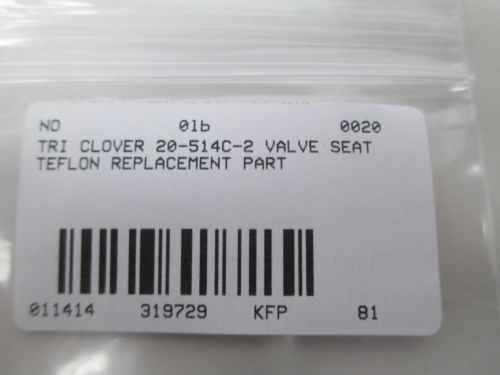 NO 01b 0020
TRI CLOVER 20-514C-2 VALVE SEAT
TEFLON REPLACEMENT PART
011414 319729 KFP 81